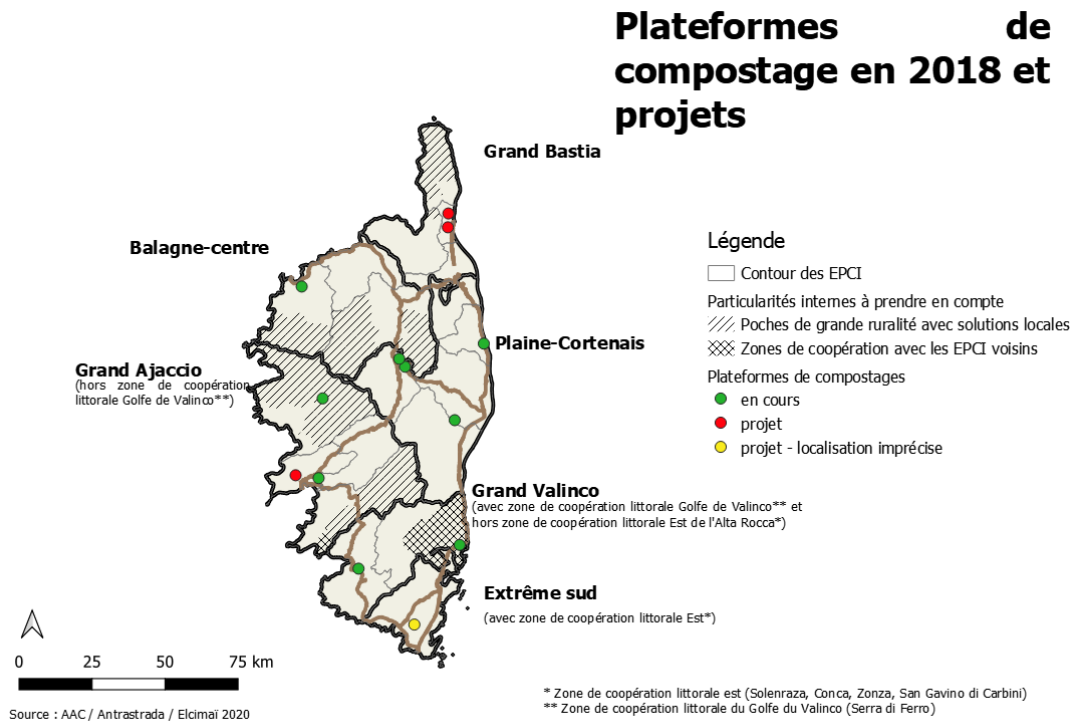 Plateformes de
compostage en 2018 et
projets
Grand Bastia
Balagne-centre
Plaine-Cortenais
Grand Ajaccio
(hors zone de coopération
littorale Golfe de Valinco**)
Grand Valinco
(avec zone de coopération littorale Golfe de Valinco** et
hors zone de coopération littorale Est de l'Alta Rocca*)
Extrême sud
(avec zone de coopération littorale Est*)
Légende
Contour des EPCI
Particularités internes à prendre en compte
Poches de grande ruralité avec solutions locales
Zones de coopération avec les EPCI voisins
Plateformes de compostages
en cours
projet
projet - localisation imprécise
0 25 50 75 km
Source : AAC / Antrastrada / Elcimaï 2020
* Zone de coopération littorale est (Solenraza, Conca, Zonza, San Gavino di Carbini)
** Zone de coopération littorale du Golfe du Valinco (Serra di Ferro)